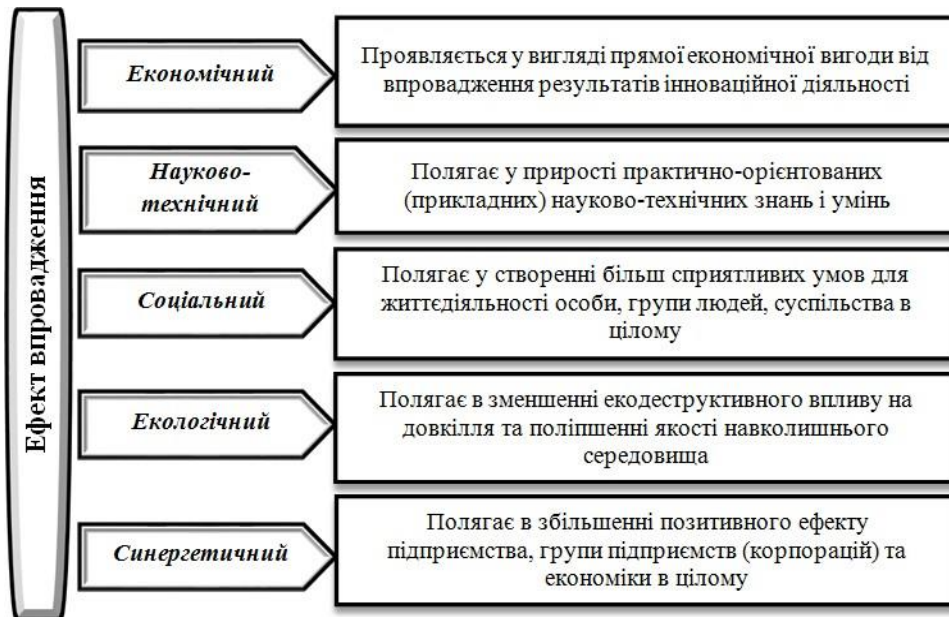 Ефект впровадження
Економічний
Проявляється у вигляді прямої економічної вигоди від
впровадження результатів інноваційної діяльності
Науково-
технічний
Полягає у прирості практично-орієнтованих
(прикладних) науково-технічних знань і умінь
Соціальний
Полягає у створенні більш сприятливих умов для
життєдіяльності особи, групи людей, суспільства в
цілому
Екологічний
Полягає в зменшенні екодеструктивного впливу на
довкілля та поліпшенні якості навколишнього
середовища
Синергетичний
Полягає в збільшенні позитивного ефекту
підприємства, групи підприємств (корпорацій) та
економіки в цілому